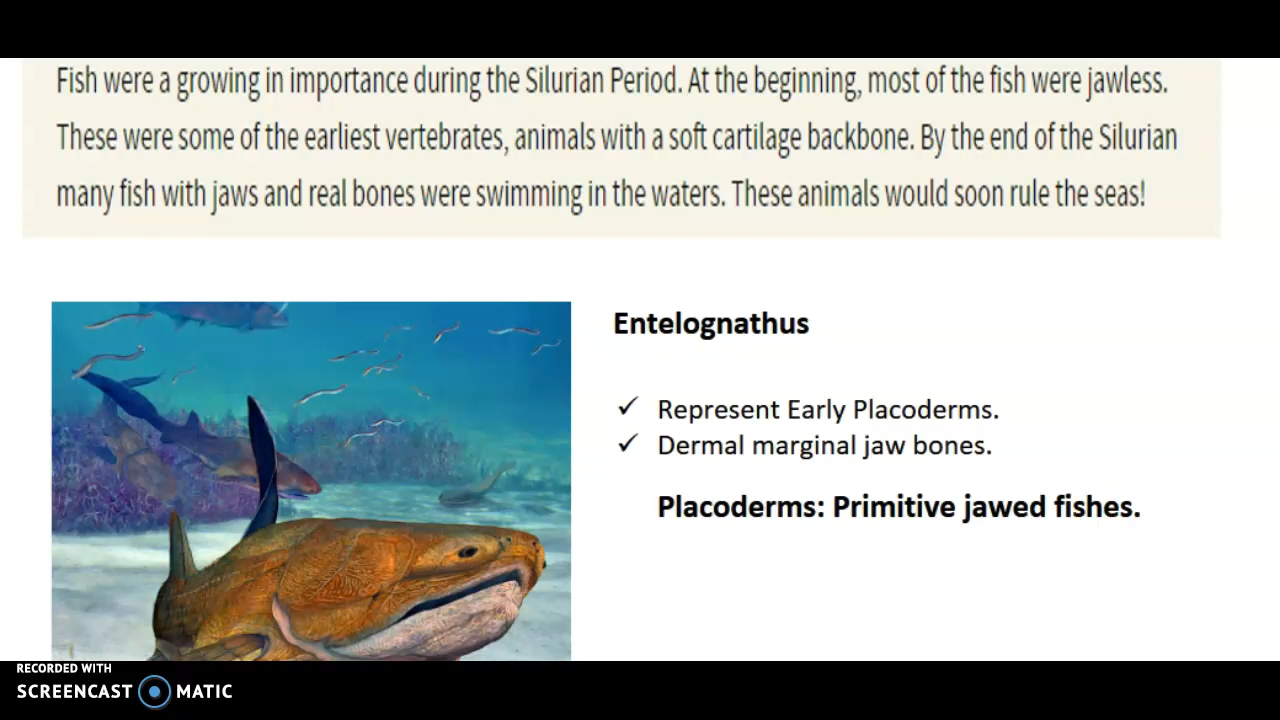 Fish were a growing in importance during the Silurian Period. At the beginning, most of the fish were jawless.
These were some of the earliest vertebrates, animals with a soft cartilage backbone. By the end of the Silurian
many fish with jaws and real bones were swimming in the waters. These animals would soon rule the seas!
Entelognathus
✓ Represent Early Placoderms.
✓ Dermal marginal jaw bones.
Placoderms: Primitive jawed fishes.
RECORDED WITH
SCREENCAST MATIC